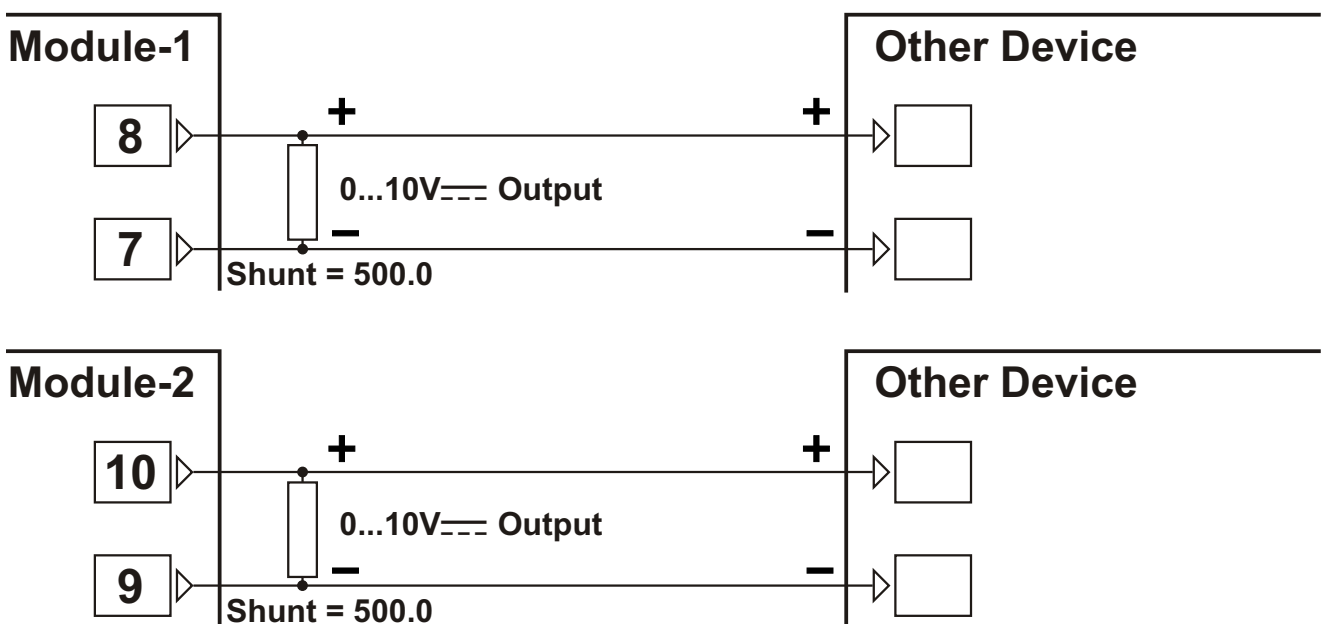 Module-1
Other Device
8
+
+
0...10V⎓ Output
7
−
−
Shunt = 500.0
Module-2
Other Device
10
+
+
0...10V⎓ Output
9
−
−
Shunt = 500.0